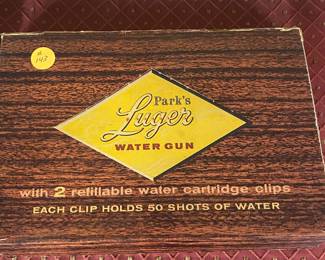 # 143
Park's
Luger
WATER GUN
with 2 refillable water cartridge clips
EACH CLIP HOLDS 50 SHOTS OF WATER